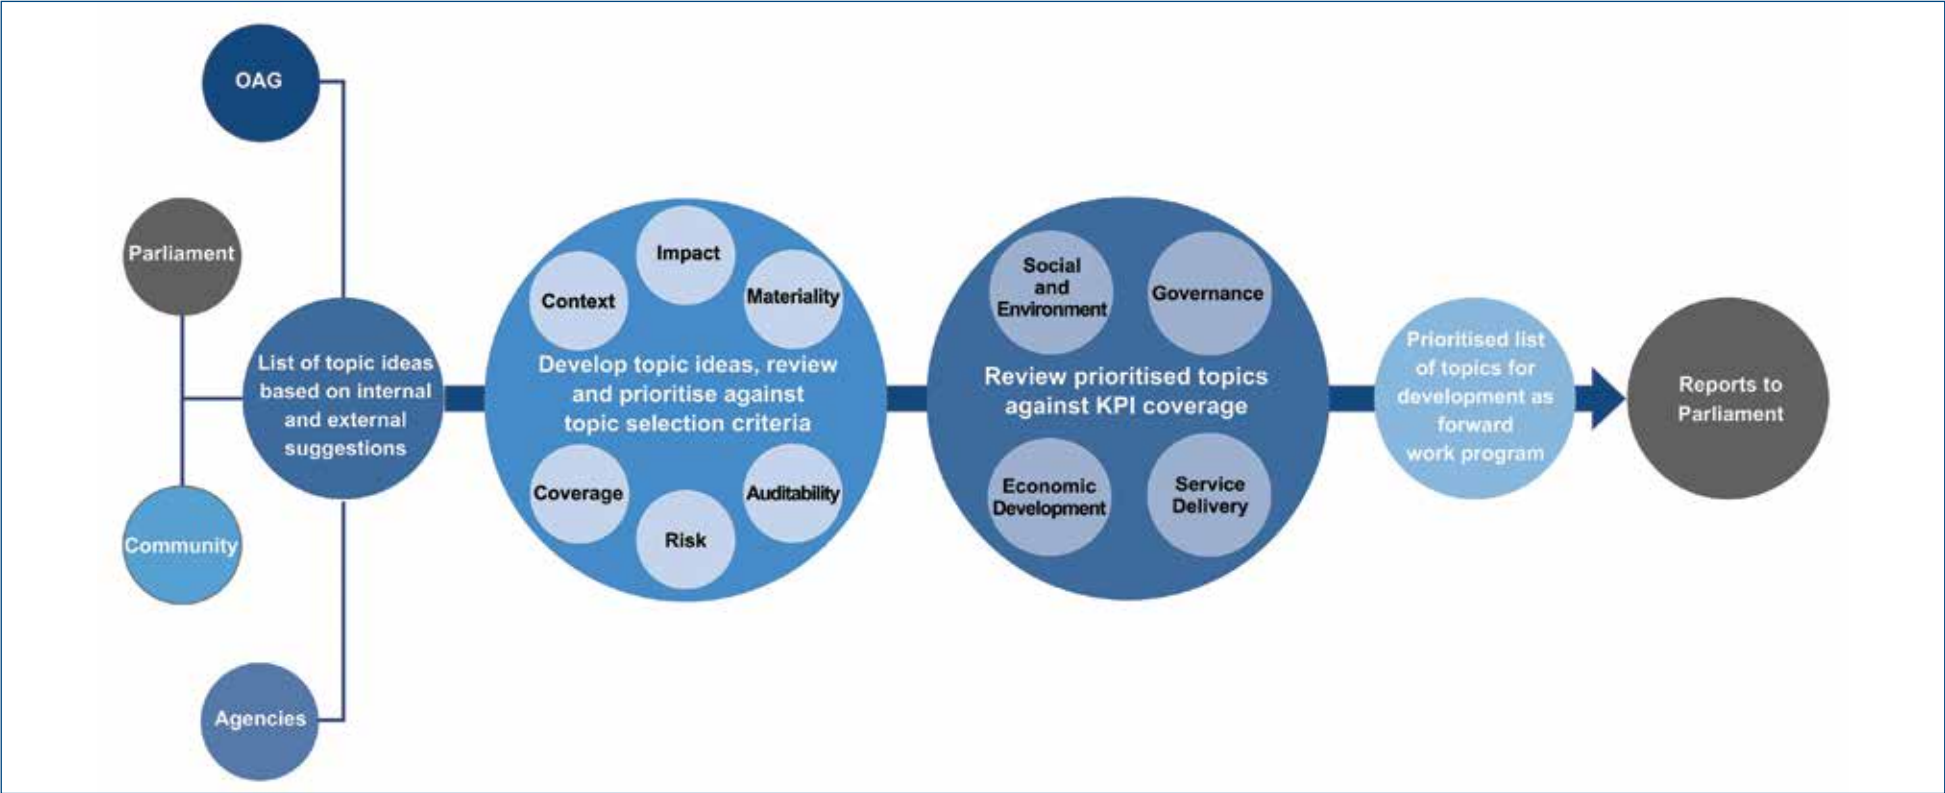 OAG
Parliament
List of topic ideas
based on internal
and external
suggestions
Community
Agencies
Impact
Context
Materiality
Develop topic ideas, review
and prioritise against
topic selection criteria
Coverage
Auditability
Risk
Social
and
Environment
Governance
Review prioritised topics
against KPI coverage
Economic
Development
Service
Delivery
Prioritised list
of topics for
development as
forward
work program
Reports to
Parliament